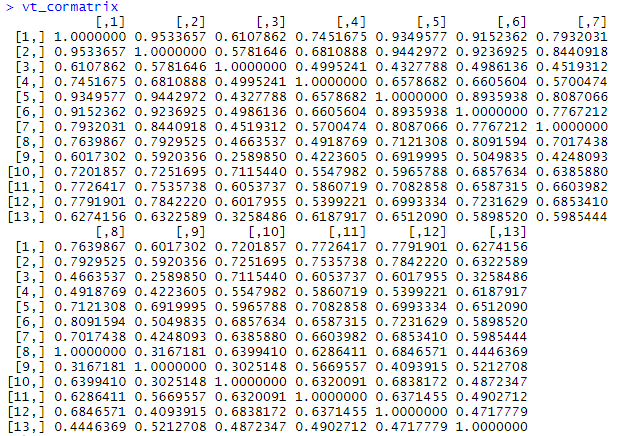 > vt_cormatrix
[,1] [,2] [,3] [,4] [,5] [,6] [,7]
[1,] 1.0000000 0.9533657 0.6107862 0.7451675 0.9349577 0.9152362 0.7932031
[2,] 0.9533657 1.0000000 0.5781646 0.6810888 0.9442972 0.9236925 0.8440918
[3,] 0.6107862 0.5781646 1.0000000 0.4995241 0.4327788 0.4986136 0.4519312
[4,] 0.7451675 0.6810888 0.4995241 1.0000000 0.6578682 0.6605604 0.5700474
[5,] 0.9349577 0.9442972 0.4327788 0.6578682 1.0000000 0.8935938 0.8087066
[6,] 0.9152362 0.9236925 0.4986136 0.6605604 0.8935938 1.0000000 0.7767212
[7,] 0.7932031 0.8440918 0.4519312 0.5700474 0.8087066 0.7767212 1.0000000
[8,] 0.7639867 0.7929525 0.4663537 0.4918769 0.7121308 0.8091594 0.7017438
[9,] 0.6017302 0.5920356 0.2589850 0.4223605 0.6919995 0.5049835 0.4248093
[10,] 0.7201857 0.7251695 0.7115440 0.5547982 0.5965788 0.6857634 0.6385880
[11,] 0.7726417 0.7535738 0.6053737 0.5860719 0.7082858 0.6587315 0.6603982
[12,] 0.7791901 0.7842220 0.6017955 0.5399221 0.6993334 0.7231629 0.6853410
[13,] 0.6274156 0.6322589 0.3258486 0.6187917 0.6512090 0.5898520 0.5985444
[,8] [,9] [,10] [,11] [,12] [,13]
[1,] 0.7639867 0.6017302 0.7201857 0.7726417 0.7791901 0.6274156
[2,] 0.7929525 0.5920356 0.7251695 0.7535738 0.7842220 0.6322589
[3,] 0.4663537 0.2589850 0.7115440 0.6053737 0.6017955 0.3258486
[4,] 0.4918769 0.4223605 0.5547982 0.5860719 0.5399221 0.6187917
[5,] 0.7121308 0.6919995 0.5965788 0.7082858 0.6993334 0.6512090
[6,] 0.8091594 0.5049835 0.6857634 0.6587315 0.7231629 0.5898520
[7,] 0.7017438 0.4248093 0.6385880 0.6603982 0.6853410 0.5985444
[8,] 1.0000000 0.3167181 0.6399410 0.6286411 0.6846571 0.4446369
[9,] 0.3167181 1.0000000 0.3025148 0.5669557 0.4093915 0.5212708
[10,] 0.6399410 0.3025148 1.0000000 0.6320091 0.6838172 0.4872347
[11,] 0.6286411 0.5669557 0.6320091 1.0000000 0.6371455 0.4902712
[12,] 0.6846571 0.4093915 0.6838172 0.6371455 1.0000000 0.4717779
[13,] 0.4446369 0.5212708 0.4872347 0.4902712 0.4717779 1.0000000